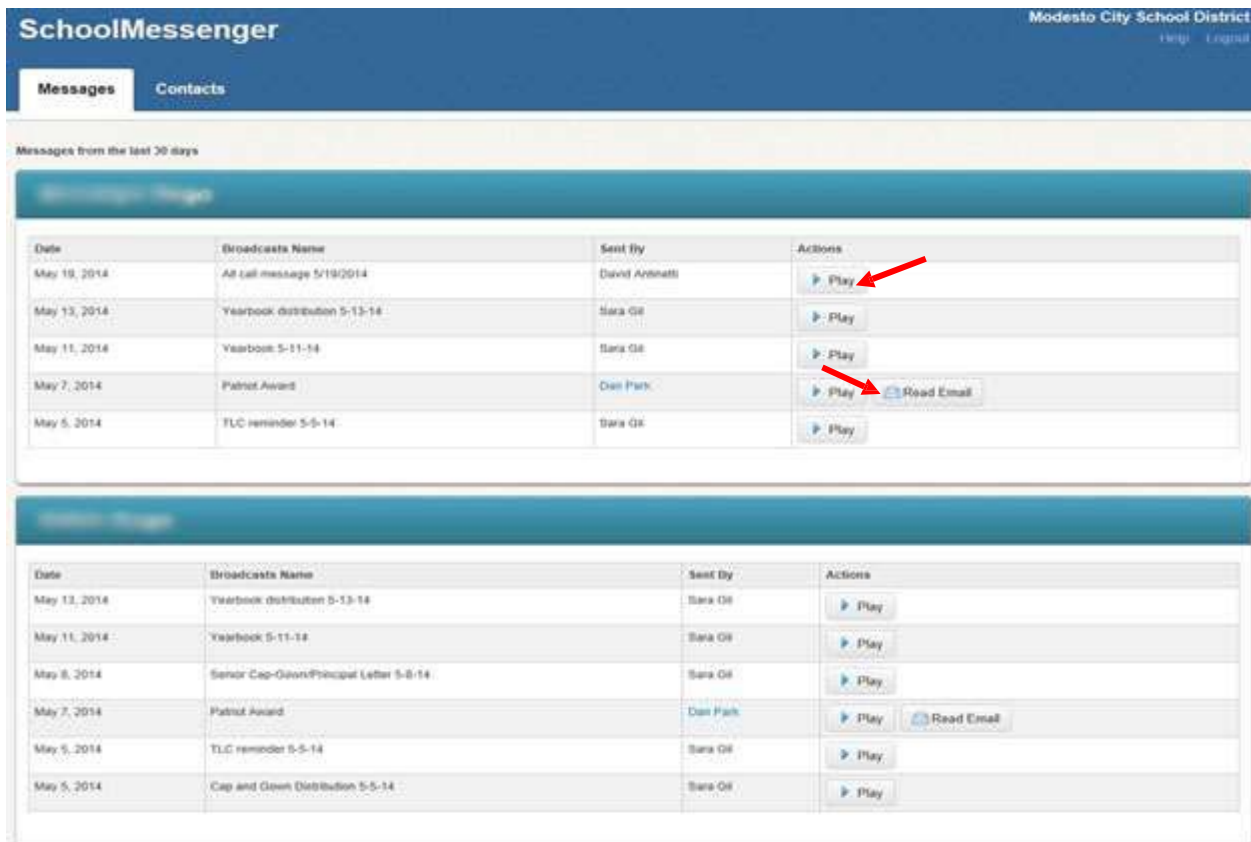 SchoolMessenger
Modesto City School District
Help Logout
Messages Contacts
Messages from the last 30 days
Date Broadcasts Name Sent By Actions
May 19, 2014 All call message 5/19/2014 David Antinetti Play
May 13, 2014 Yearbook distribution 5-13-14 Sara Gil Play
May 11, 2014 Yearbook 5-11-14 Sara Gil Play
May 7, 2014 Patriot Award Dan Park Play Read Email
May 5, 2014 TLC reminder 5-5-14 Sara Gil Play
Date Broadcasts Name Sent By Actions
May 13, 2014 Yearbook distribution 5-13-14 Sara Gil Play
May 11, 2014 Yearbook 5-11-14 Sara Gil Play
May 8, 2014 Senior Cap-Gown/Principal Letter 5-8-14 Sara Gil Play
May 7, 2014 Patriot Award Dan Park Play Read Email
May 5, 2014 TLC reminder 5-5-14 Sara Gil Play
May 5, 2014 Cap and Gown Distribution 5-5-14 Sara Gil Play